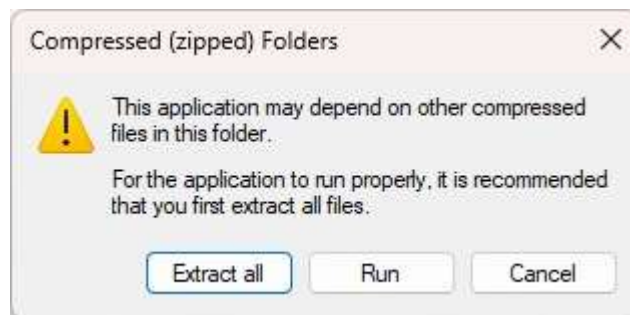 Compressed (zipped) Folders
This application may depend on other compressed
files in this folder.
For the application to run properly, it is recommended
that you first extract all files.
Extract all Run Cancel